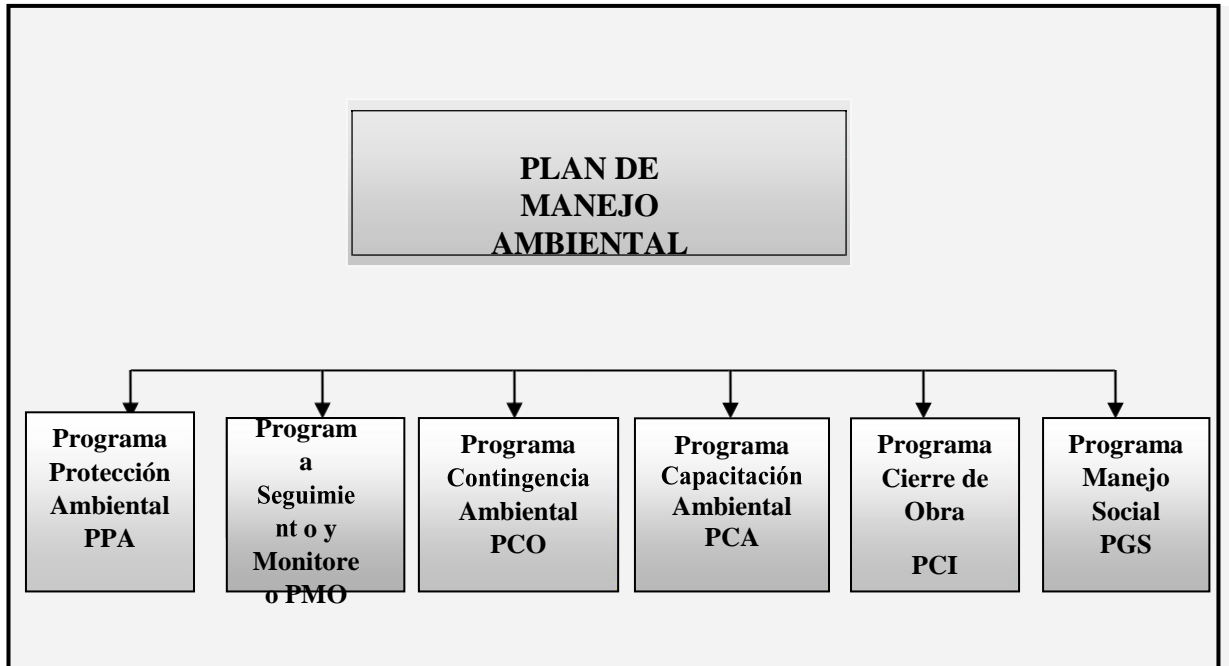 PLAN DE
MANEJO
AMBIENTAL
Programa
Protección
Ambiental
PPA
Program
a
Seguimie
nt o y
Monitore
o PMO
Programa
Contingencia
Ambiental
PCO
Programa
Capacitación
Ambiental
PCA
Programa
Cierre de
Obra
PCI
Programa
Manejo
Social
PGS